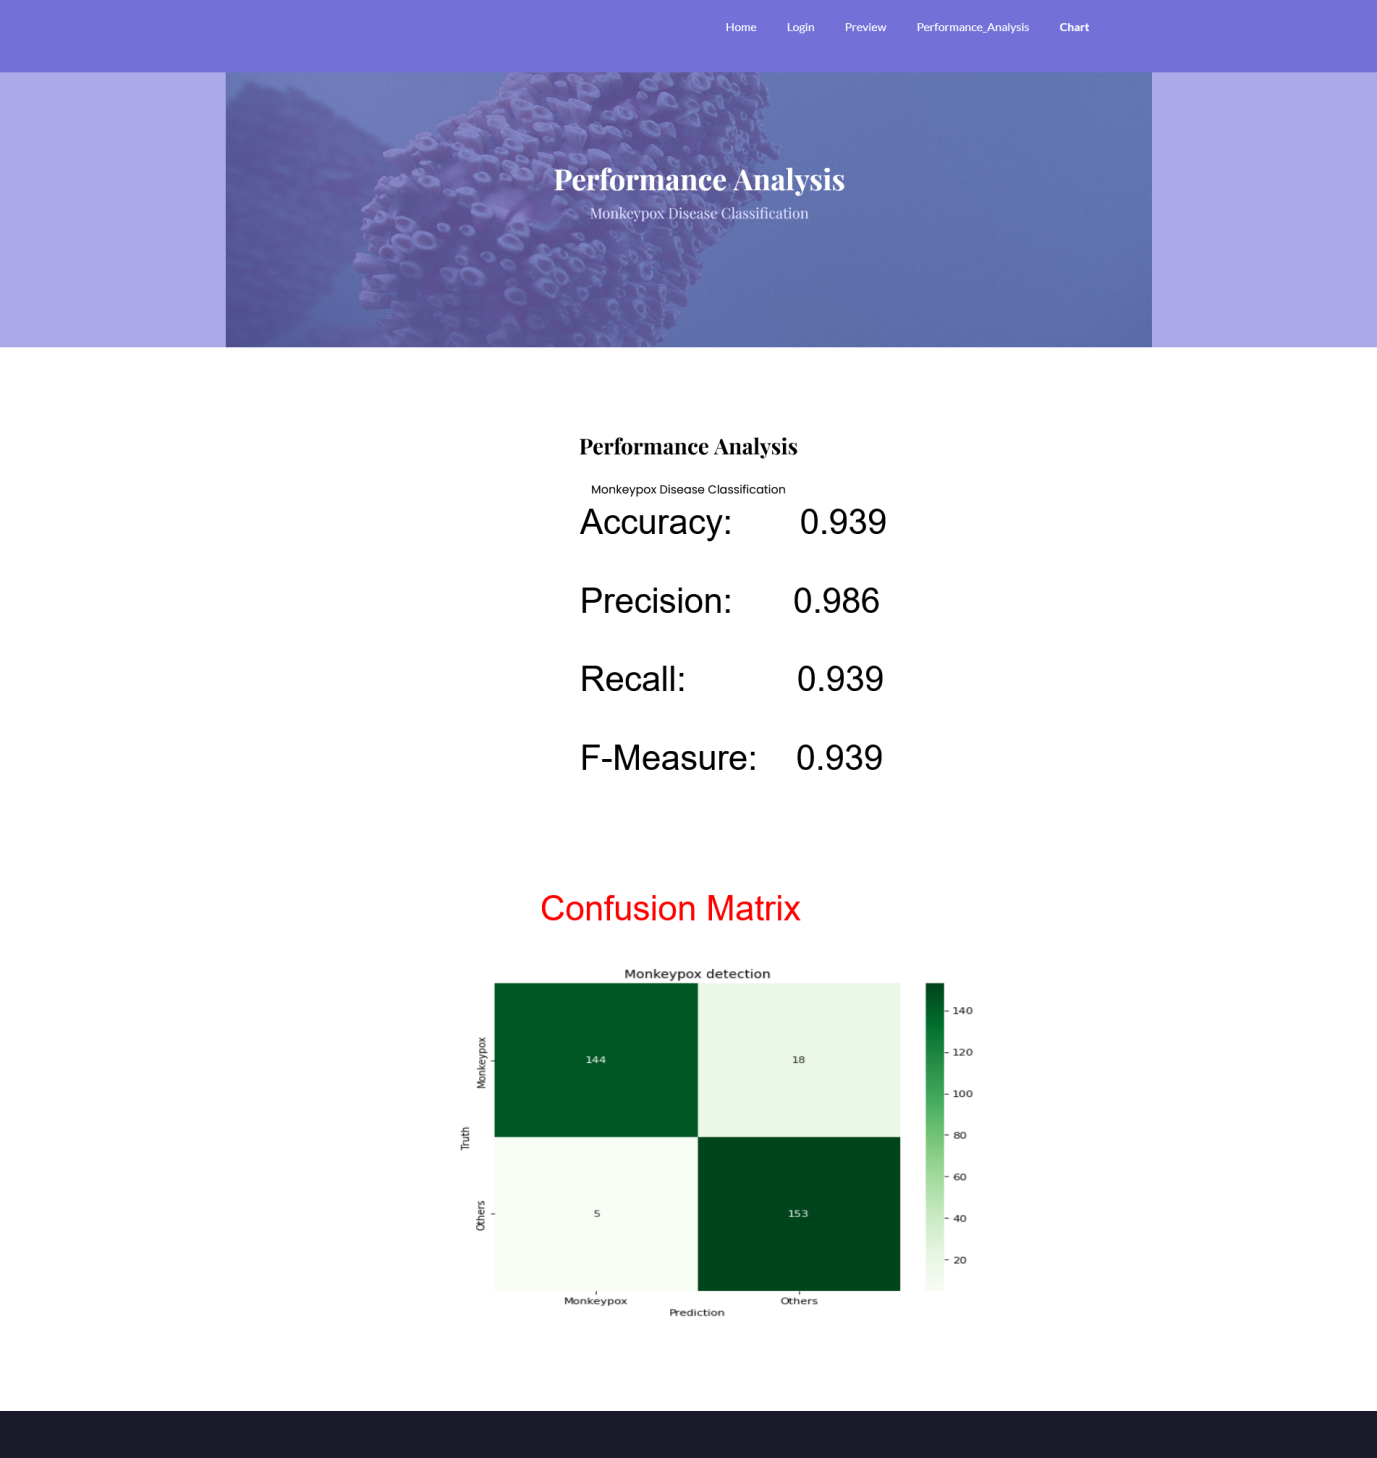 Home Login Preview Performance_Analysis Chart
Performance Analysis
Monkeypox Disease Classification
Performance Analysis
Monkeypox Disease Classification
Accuracy: 0.939
Precision: 0.986
Recall: 0.939
F-Measure: 0.939
Confusion Matrix
Monkeypox detection
Monkeypox
144
18
Truth
Others
5
153
Monkeypox
Others
Prediction
140
120
100
80
60
40
20